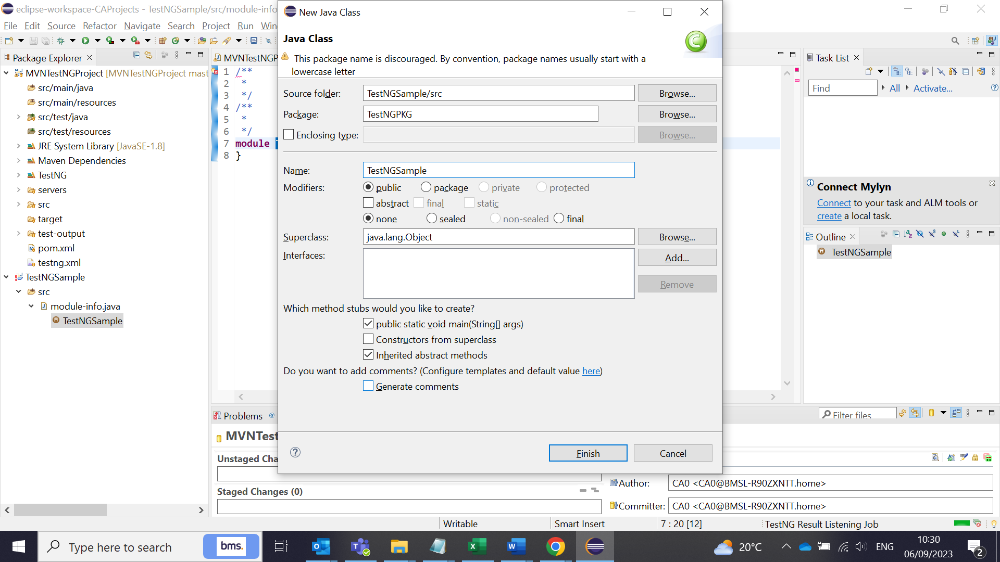 eclipse-workspace-CAProjects - TestNGSample/src/module-info
File Edit Source Refactor Navigate Search Project Run Win
Package Explorer
MVNTestNGProject [MVNTestNGProject mast
src/main/java
src/main/resources
src/test/java
src/test/resources
JRE System Library [JavaSE-1.8]
Maven Dependencies
TestNG
servers
src
target
test-output
pom.xml
testng.xml
TestNGSample
src
module-info.java
TestNGSample
MVNTestNGP
1 /**
2 *
3 */
4 /**
5 *
6 */
7 module
8 }
New Java Class
Java Class
This package name is discouraged. By convention, package names usually start with a
lowercase letter
Source folder: TestNGSample/src Browse...
Package: TestNGPKG Browse...
Enclosing type: Browse...
Name: TestNGSample
Modifiers: public package private protected
abstract final static
none sealed non-sealed final
Superclass: java.lang.Object Browse...
Interfaces: Add...
Remove
Which method stubs would you like to create?
public static void main(String[] args)
Constructors from superclass
Inherited abstract methods
Do you want to add comments? (Configure templates and default value here)
Generate comments
Finish Cancel
Task List
Find All Activate...
Connect Mylyn
Connect to your task and ALM tools or
create a local task.
Outline
TestNGSample
Problems @
Filter files
MVNTest
Unstaged Cha
Staged Changes (0)
Author: CA0 <CA0@BMSL-R90ZXNTT.home>
Committer: CA0 <CA0@BMSL-R90ZXNTT.home>
Writable Smart Insert 7 : 20 [12] TestNG Result Listening Job
Type here to search bms. 20°C ENG 10:30
06/09/2023 2